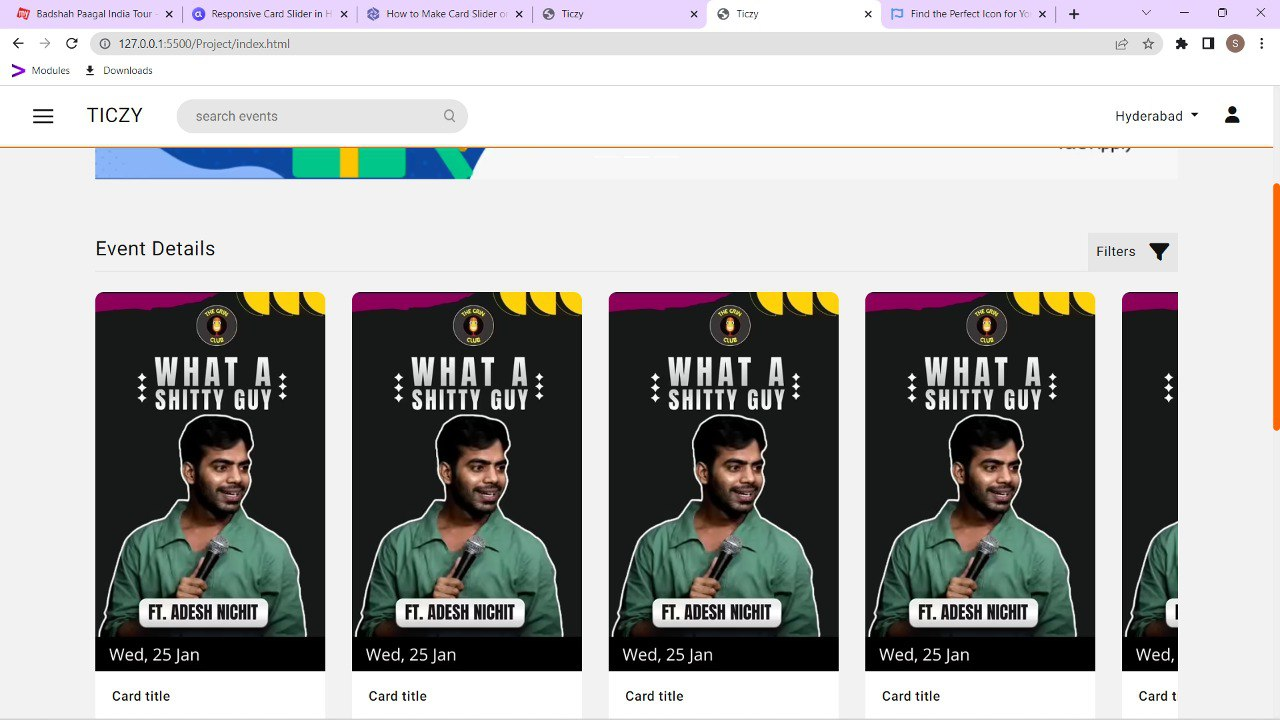 Badshah Paagal India Tour -
Responsive Card Slider in H
How to Make Card Slider or
Ticzy
Ticzy
Find the Perfect Icon for Yo
127.0.0.1:5500/Project/index.html
S
Modules
Downloads
TICZY
search events
Hyderabad
Event Details
Filters
THE GRIN CLUB
THE GRIN CLUB
THE GRIN CLUB
THE GRIN CLUB
WHAT A
SHITTY GUY
WHAT A
SHITTY GUY
WHAT A
SHITTY GUY
WHAT A
SHITTY GUY
FT. ADESH NICHIT
FT. ADESH NICHIT
FT. ADESH NICHIT
FT. ADESH NICHIT
Wed, 25 Jan
Wed, 25 Jan
Wed, 25 Jan
Wed, 25 Jan
Wed,
Card title
Card title
Card title
Card title
Card t